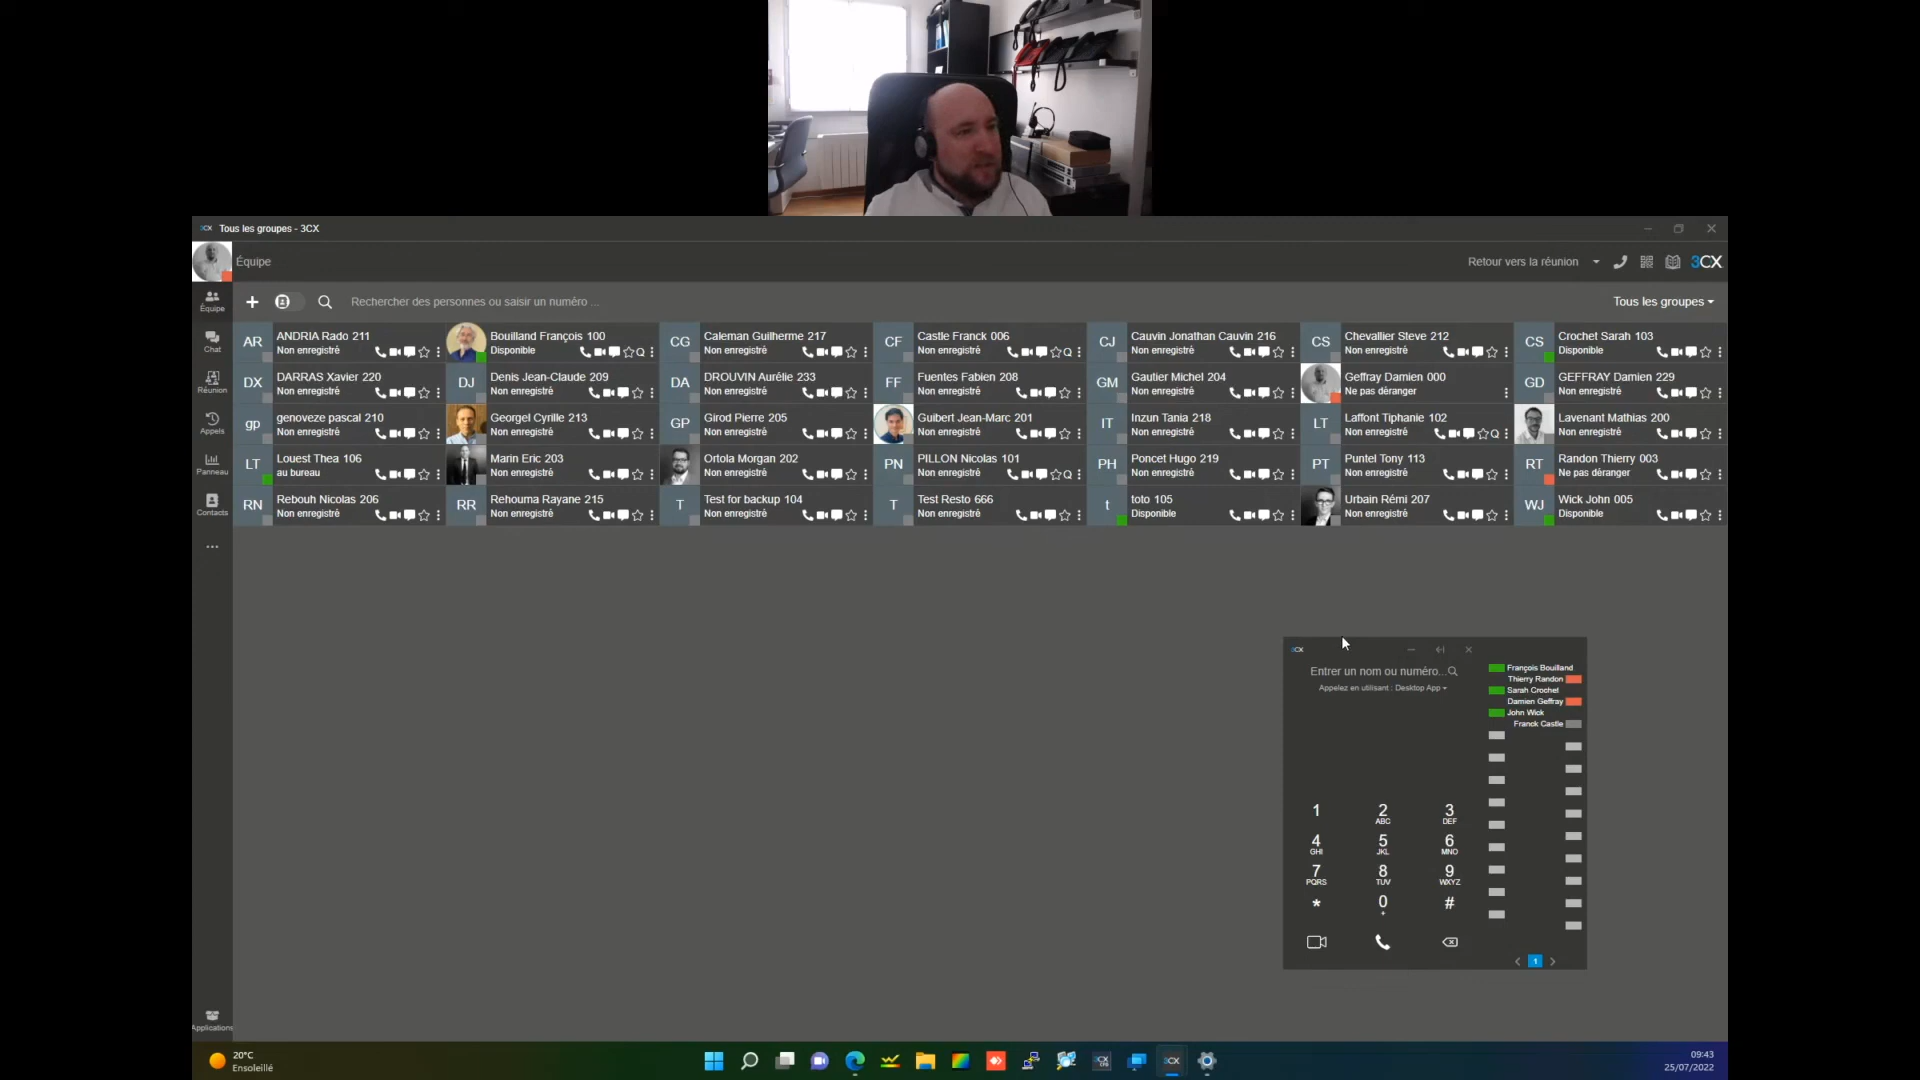 3CX Tous les groupes - 3CX
Équipe
Retour vers la réunion
3CX
Rechercher des personnes ou saisir un numéro ...
Tous les groupes
Équipe
Chat
Réunion
Appels
Panneau
Contacts
Applications
AR ANDRIA Rado 211
Non enregistré
Bouilland François 100
Disponible
CG Caleman Guilherme 217
Non enregistré
CF Castle Franck 006
Non enregistré
CJ Cauvin Jonathan Cauvin 216
Non enregistré
CS Chevallier Steve 212
Non enregistré
CS Crochet Sarah 103
Disponible
DX DARRAS Xavier 220
Non enregistré
DJ Denis Jean-Claude 209
Non enregistré
DA DROUVIN Aurélie 233
Non enregistré
FF Fuentes Fabien 208
Non enregistré
GM Gautier Michel 204
Non enregistré
Geffray Damien 000
Ne pas déranger
GD GEFFRAY Damien 229
Non enregistré
gp genoveze pascal 210
Non enregistré
Georgel Cyrille 213
Non enregistré
GP Girod Pierre 205
Non enregistré
Guibert Jean-Marc 201
Non enregistré
IT Inzun Tania 218
Non enregistré
LT Laffont Tiphanie 102
Non enregistré
Lavenant Mathias 200
Non enregistré
LT Louest Thea 106
au bureau
Marin Eric 203
Non enregistré
Ortola Morgan 202
Non enregistré
PN PILLON Nicolas 101
Non enregistré
PH Poncet Hugo 219
Non enregistré
PT Puntel Tony 113
Non enregistré
RT Randon Thierry 003
Ne pas déranger
RN Rebouh Nicolas 206
Non enregistré
RR Rehouma Rayane 215
Non enregistré
T Test for backup 104
Non enregistré
T Test Resto 666
Non enregistré
t toto 105
Disponible
Urbain Rémi 207
Non enregistré
WJ Wick John 005
Disponible
3CX
Entrer un nom ou numéro...
Appelez en utilisant : Desktop App
François Bouilland
Thierry Randon
Sarah Crochet
Damien Geffray
John Wick
Franck Castle
1 2 3
ABC DEF
4 5 6
GHI JKL MNO
7 8 9
PQRS TUV WXYZ
* 0 #
+
1
20°C
Ensoleillé
09:43
25/07/2022